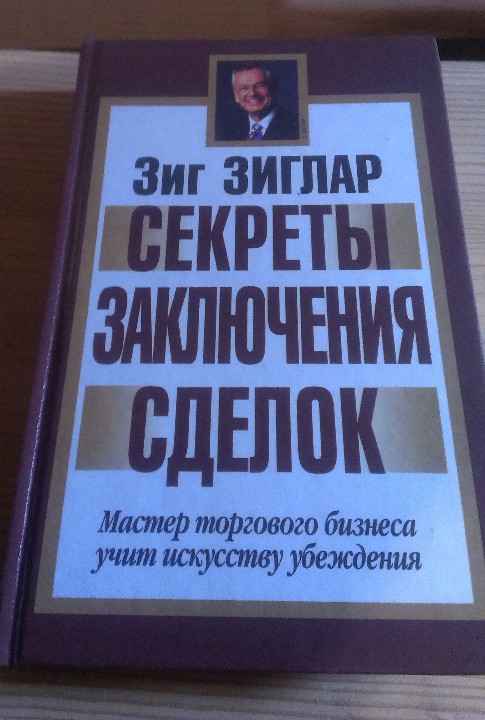 Зиг ЗИГЛАР
СЕКРЕТЫ
ЗАКЛЮЧЕНИЯ
СДЕЛОК
Мастер торгового бизнеса
учит искусству убеждения